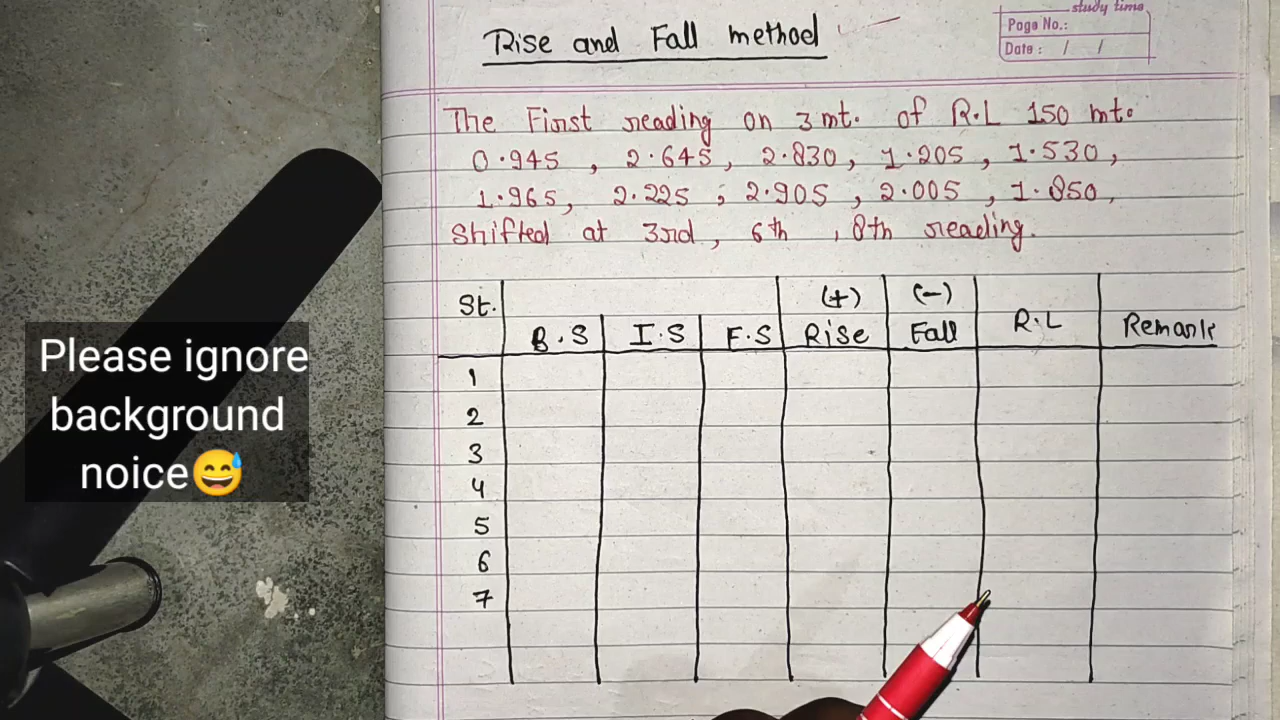 study time
Page No.:
Date : / /
Rise and Fall method
The First reading on 3 mt. of R.L 150 mt.
0.945 , 2.645 , 2.830 , 1.205 , 1.530 ,
1.965 , 2.225 , 2.905 , 2.005 , 1.850 ,
Shifted at 3rd , 6th , 8th reading.
St. B.S I.S F.S (+) Rise (-) Fall R.L Remark
1
2
3
4
5
6
7
Please ignore
background
noice😅